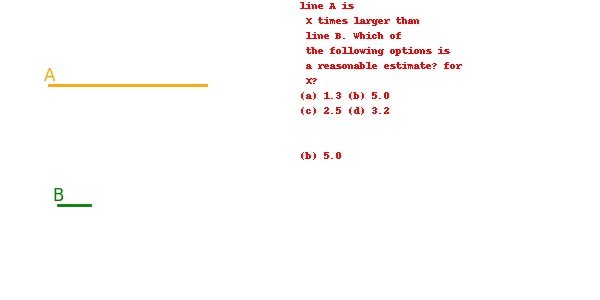 line A is
X times larger than
line B. Which of
the following options is
a reasonable estimate? for
X?
(a) 1.3 (b) 5.0
(c) 2.5 (d) 3.2
(b) 5.0
A
B